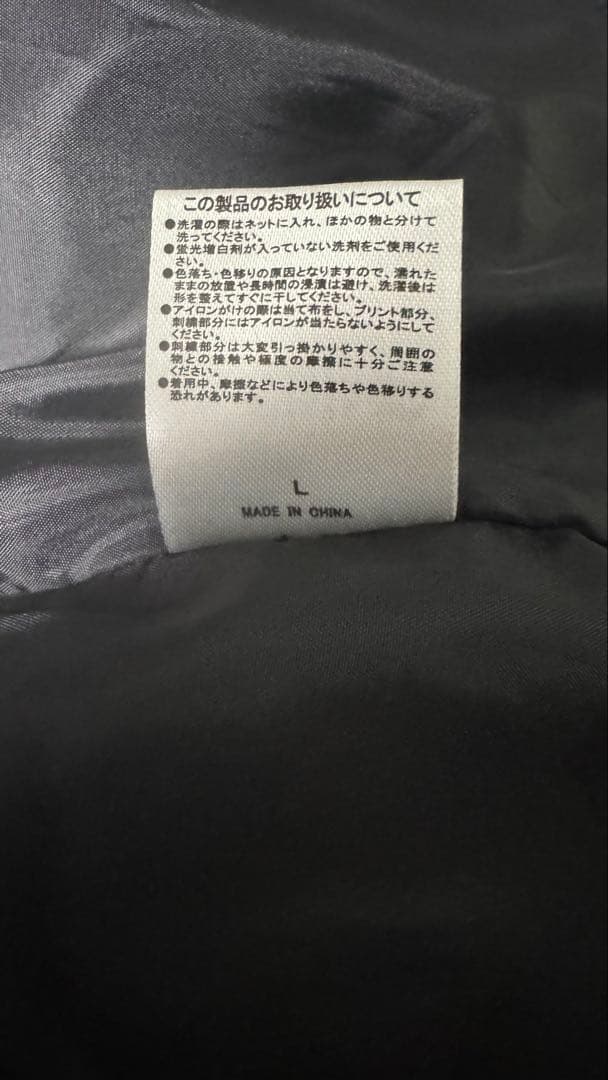 この製品のお取り扱いについて
●洗濯の際はネットに入れ、ほかの物と分けて
洗ってください。
●蛍光増白剤が入っていない洗剤をご使用くだ
さい。
●色落ち・色移りの原因となりますので、濡れた
ままの放置や長時間の浸漬は避け、洗濯後は
形を整えてすぐに干してください。
●アイロンがけの際は当て布をし、プリント部分、
刺繍部分にはアイロンが当たらないようにして
ください。
●刺繍部分は大変引っ掛かりやすく、周囲の
物との接触や極度の摩擦に十分ご注意
ください。
●着用中、摩擦などにより色落ちや色移りする
恐れがあります。
L
MADE IN CHINA